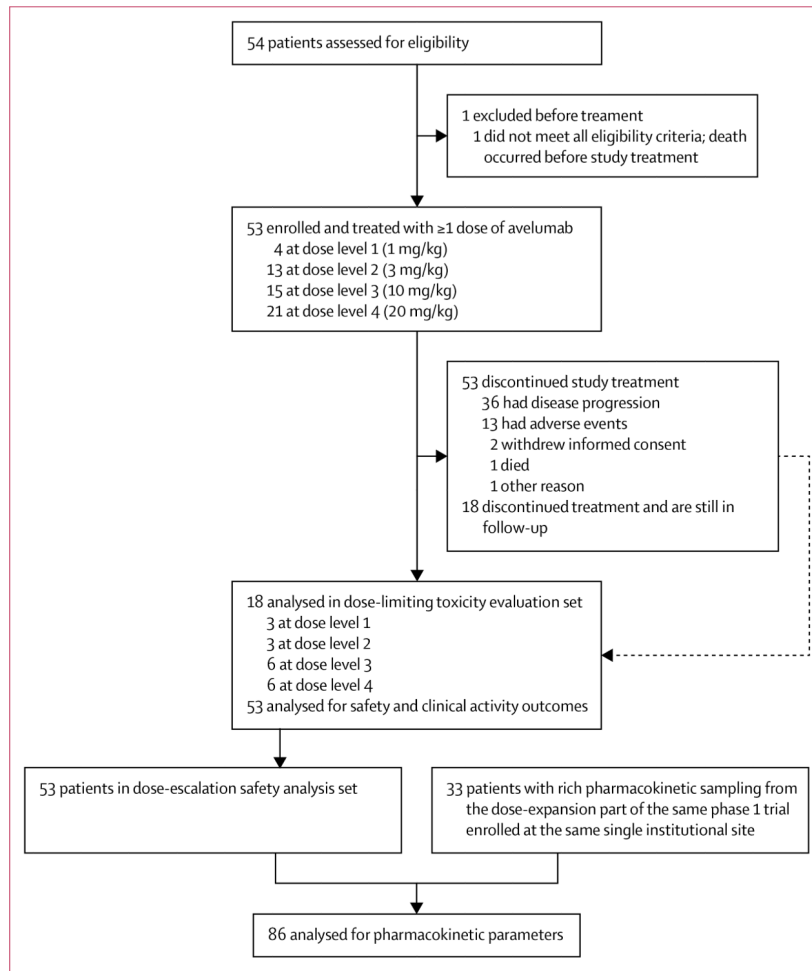 54 patients assessed for eligibility
1 excluded before treament
1 did not meet all eligibility criteria; death
occurred before study treatment
53 enrolled and treated with ≥1 dose of avelumab
4 at dose level 1 (1 mg/kg)
13 at dose level 2 (3 mg/kg)
15 at dose level 3 (10 mg/kg)
21 at dose level 4 (20 mg/kg)
53 discontinued study treatment
36 had disease progression
13 had adverse events
2 withdrew informed consent
1 died
1 other reason
18 discontinued treatment and are still in
follow-up
18 analysed in dose-limiting toxicity evaluation set
3 at dose level 1
3 at dose level 2
6 at dose level 3
6 at dose level 4
53 analysed for safety and clinical activity outcomes
53 patients in dose-escalation safety analysis set
33 patients with rich pharmacokinetic sampling from
the dose-expansion part of the same phase 1 trial
enrolled at the same single institutional site
86 analysed for pharmacokinetic parameters